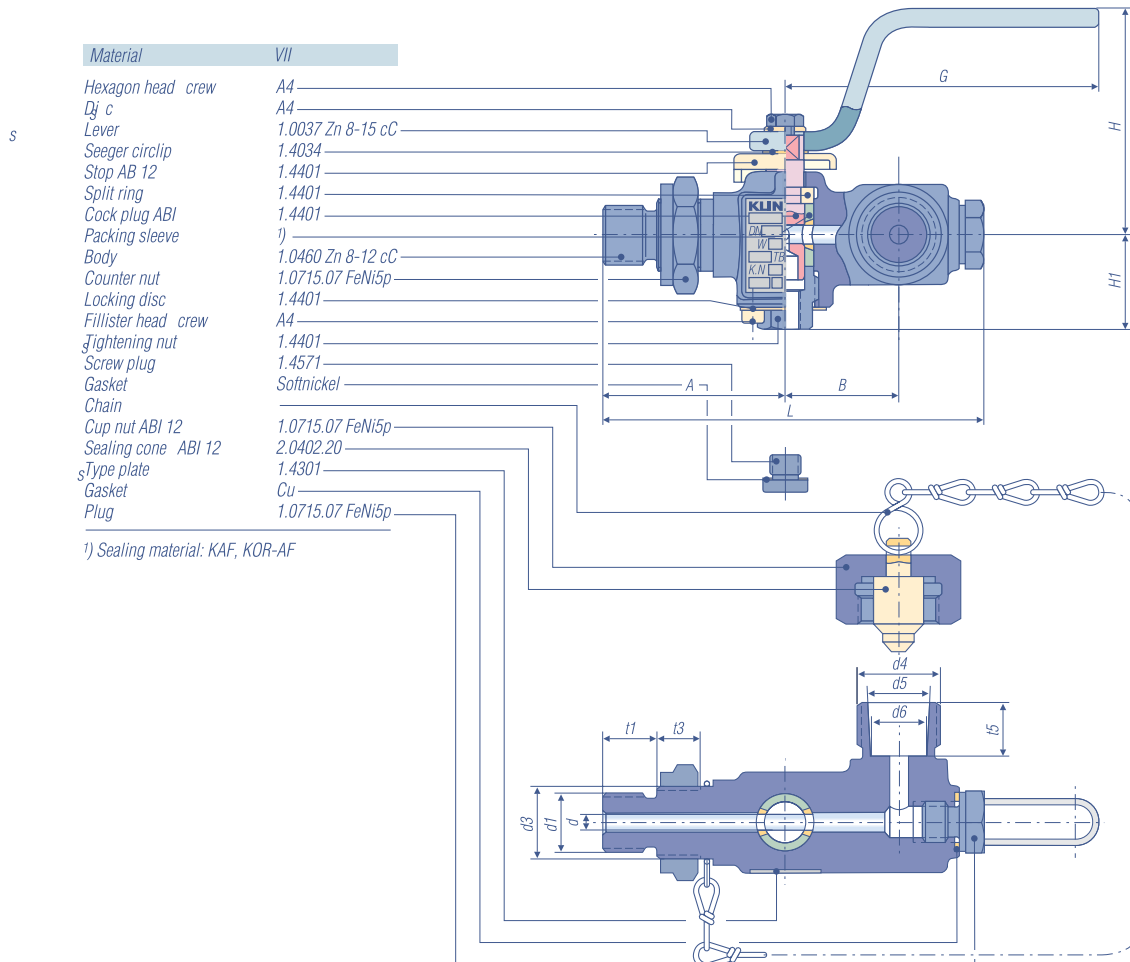 Material VII
Hexagon head crew A4
Di c A4
s
s
Lever 1.0037 Zn 8-15 cC
Seeger circlip 1.4034
Stop AB 12 1.4401
Split ring 1.4401
Cock plug ABI 1.4401
Packing sleeve 1)
Body 1.0460 Zn 8-12 cC
Counter nut 1.0715.07 FeNi5p
Locking disc 1.4401
Fillister head crew A4
s
Tightening nut 1.4401
Screw plug 1.4571
Gasket Softnickel
Chain
Cup nut ABI 12 1.0715.07 FeNi5p
Sealing cone ABI 12 2.0402.20
s
Type plate 1.4301
Gasket Cu
Plug 1.0715.07 FeNi5p
1) Sealing material: KAF, KOR-AF
G
H
H1
KLIN
DN
W
TB
K.N
A
B
L
d4
d5
d6
t5
t1
t3
d3
d1
d